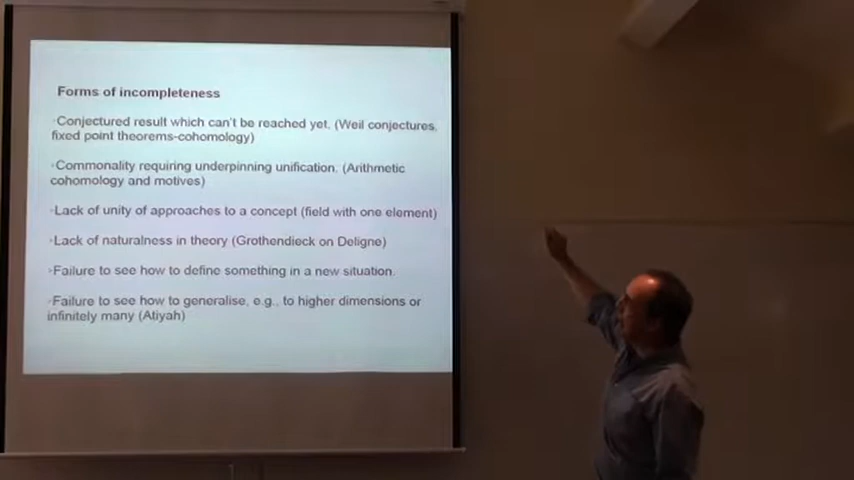 Forms of incompleteness
·Conjectured result which can't be reached yet. (Weil conjectures,
fixed point theorems-cohomology)
·Commonality requiring underpinning unification. (Arithmetic
cohomology and motives)
·Lack of unity of approaches to a concept (field with one element)
·Lack of naturalness in theory (Grothendieck on Deligne)
·Failure to see how to define something in a new situation.
·Failure to see how to generalise, e.g., to higher dimensions or
infinitely many (Atiyah)